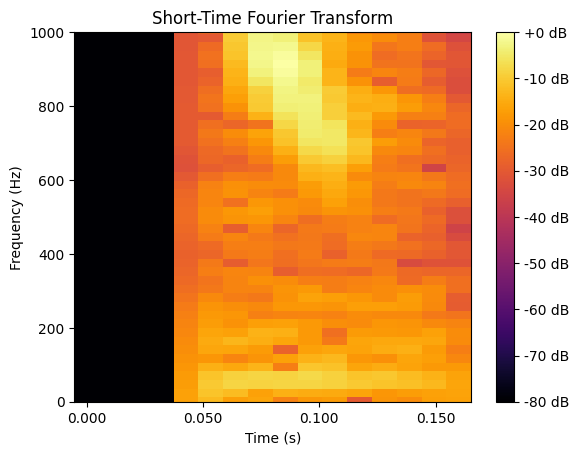 Short-Time Fourier Transform
1000
800
600
400
200
0
Frequency (Hz)
0.000
0.050
0.100
0.150
Time (s)
+0 dB
-10 dB
-20 dB
-30 dB
-40 dB
-50 dB
-60 dB
-70 dB
-80 dB